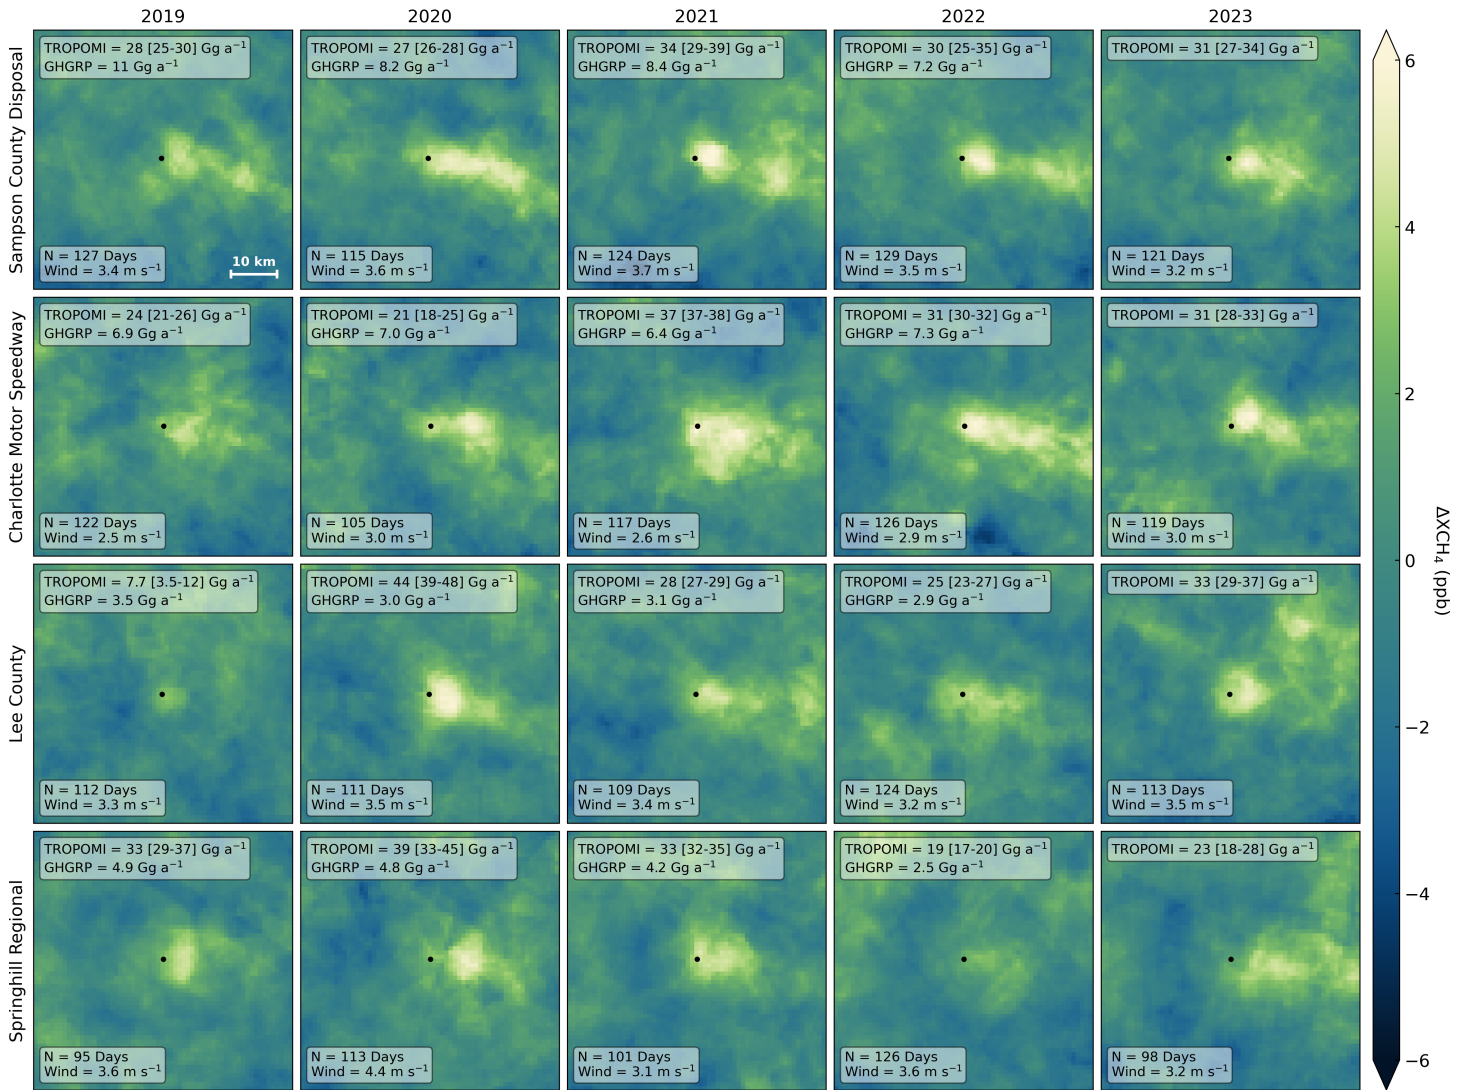 2019 2020 2021 2022 2023
Sampson County Disposal
TROPOMI = 28 [25-30] Gg a⁻¹
GHGRP = 11 Gg a⁻¹
N = 127 Days
Wind = 3.4 m s⁻¹
10 km
TROPOMI = 27 [26-28] Gg a⁻¹
GHGRP = 8.2 Gg a⁻¹
N = 115 Days
Wind = 3.6 m s⁻¹
TROPOMI = 34 [29-39] Gg a⁻¹
GHGRP = 8.4 Gg a⁻¹
N = 124 Days
Wind = 3.7 m s⁻¹
TROPOMI = 30 [25-35] Gg a⁻¹
GHGRP = 7.2 Gg a⁻¹
N = 129 Days
Wind = 3.5 m s⁻¹
TROPOMI = 31 [27-34] Gg a⁻¹
N = 121 Days
Wind = 3.2 m s⁻¹
Charlotte Motor Speedway
TROPOMI = 24 [21-26] Gg a⁻¹
GHGRP = 6.9 Gg a⁻¹
N = 122 Days
Wind = 2.5 m s⁻¹
TROPOMI = 21 [18-25] Gg a⁻¹
GHGRP = 7.0 Gg a⁻¹
N = 105 Days
Wind = 3.0 m s⁻¹
TROPOMI = 37 [37-38] Gg a⁻¹
GHGRP = 6.4 Gg a⁻¹
N = 117 Days
Wind = 2.6 m s⁻¹
TROPOMI = 31 [30-32] Gg a⁻¹
GHGRP = 7.3 Gg a⁻¹
N = 126 Days
Wind = 2.9 m s⁻¹
TROPOMI = 31 [28-33] Gg a⁻¹
N = 119 Days
Wind = 3.0 m s⁻¹
Lee County
TROPOMI = 7.7 [3.5-12] Gg a⁻¹
GHGRP = 3.5 Gg a⁻¹
N = 112 Days
Wind = 3.3 m s⁻¹
TROPOMI = 44 [39-48] Gg a⁻¹
GHGRP = 3.0 Gg a⁻¹
N = 111 Days
Wind = 3.5 m s⁻¹
TROPOMI = 28 [27-29] Gg a⁻¹
GHGRP = 3.1 Gg a⁻¹
N = 109 Days
Wind = 3.4 m s⁻¹
TROPOMI = 25 [23-27] Gg a⁻¹
GHGRP = 2.9 Gg a⁻¹
N = 124 Days
Wind = 3.2 m s⁻¹
TROPOMI = 33 [29-37] Gg a⁻¹
N = 113 Days
Wind = 3.5 m s⁻¹
Springhill Regional
TROPOMI = 33 [29-37] Gg a⁻¹
GHGRP = 4.9 Gg a⁻¹
N = 95 Days
Wind = 3.6 m s⁻¹
TROPOMI = 39 [33-45] Gg a⁻¹
GHGRP = 4.8 Gg a⁻¹
N = 113 Days
Wind = 4.4 m s⁻¹
TROPOMI = 33 [32-35] Gg a⁻¹
GHGRP = 4.2 Gg a⁻¹
N = 101 Days
Wind = 3.1 m s⁻¹
TROPOMI = 19 [17-20] Gg a⁻¹
GHGRP = 2.5 Gg a⁻¹
N = 126 Days
Wind = 3.6 m s⁻¹
TROPOMI = 23 [18-28] Gg a⁻¹
N = 98 Days
Wind = 3.2 m s⁻¹
6
4
2
0
−2
−4
−6
ΔXCH₄ (ppb)